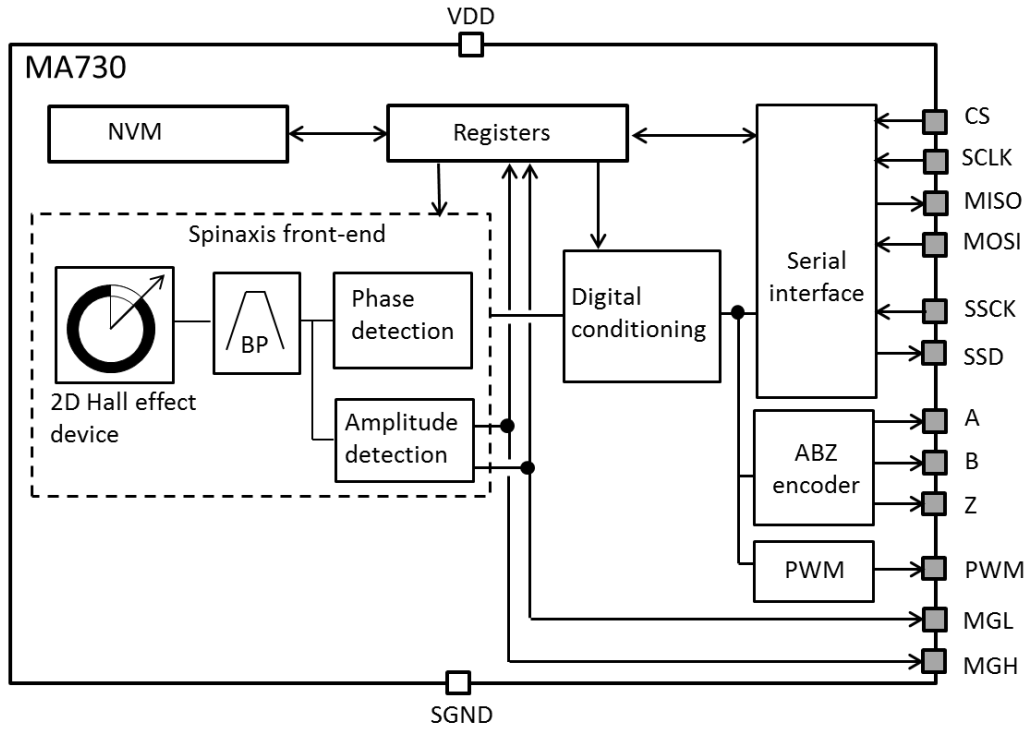 VDD
MA730
NVM
Registers
CS
SCLK
MISO
MOSI
Serial
interface
SSCK
SSD
Spinaxis front-end
Phase
detection
BP
2D Hall effect
device
Amplitude
detection
Digital
conditioning
A
ABZ
encoder
B
Z
PWM
PWM
MGL
MGH
SGND